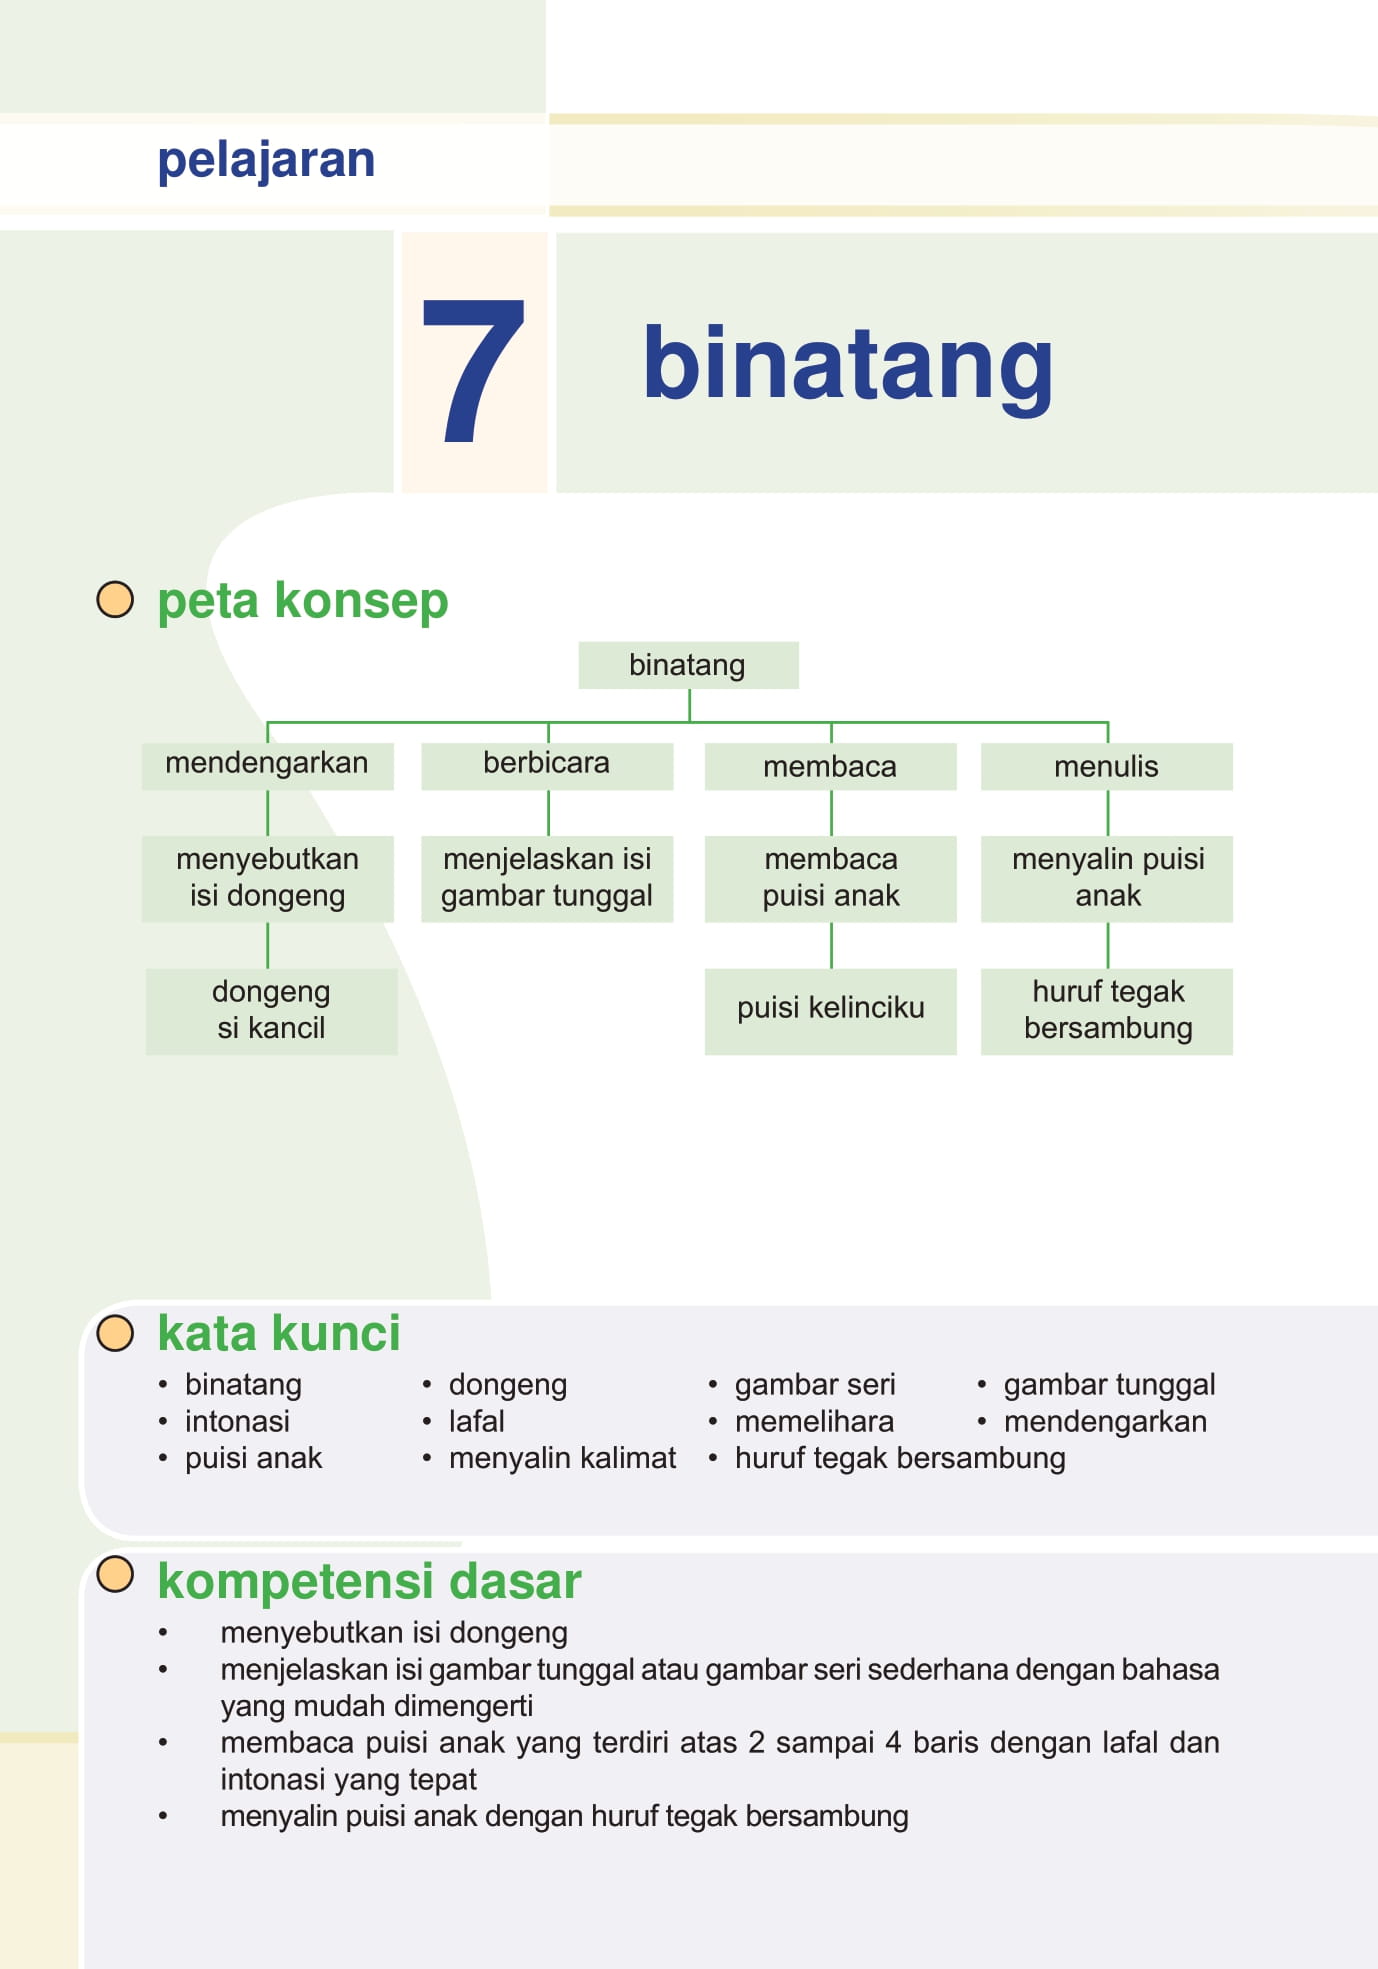 pelajaran
7 binatang
peta konsep
binatang
mendengarkan
berbicara
membaca
menulis
menyebutkan
isi dongeng
menjelaskan isi
gambar tunggal
membaca
puisi anak
menyalin puisi
anak
dongeng
si kancil
puisi kelinciku
huruf tegak
bersambung
kata kunci
• binatang • dongeng • gambar seri • gambar tunggal
• intonasi • lafal • memelihara • mendengarkan
• puisi anak • menyalin kalimat • huruf tegak bersambung
kompetensi dasar
• menyebutkan isi dongeng
• menjelaskan isi gambar tunggal atau gambar seri sederhana dengan bahasa
yang mudah dimengerti
• membaca puisi anak yang terdiri atas 2 sampai 4 baris dengan lafal dan
intonasi yang tepat
• menyalin puisi anak dengan huruf tegak bersambung